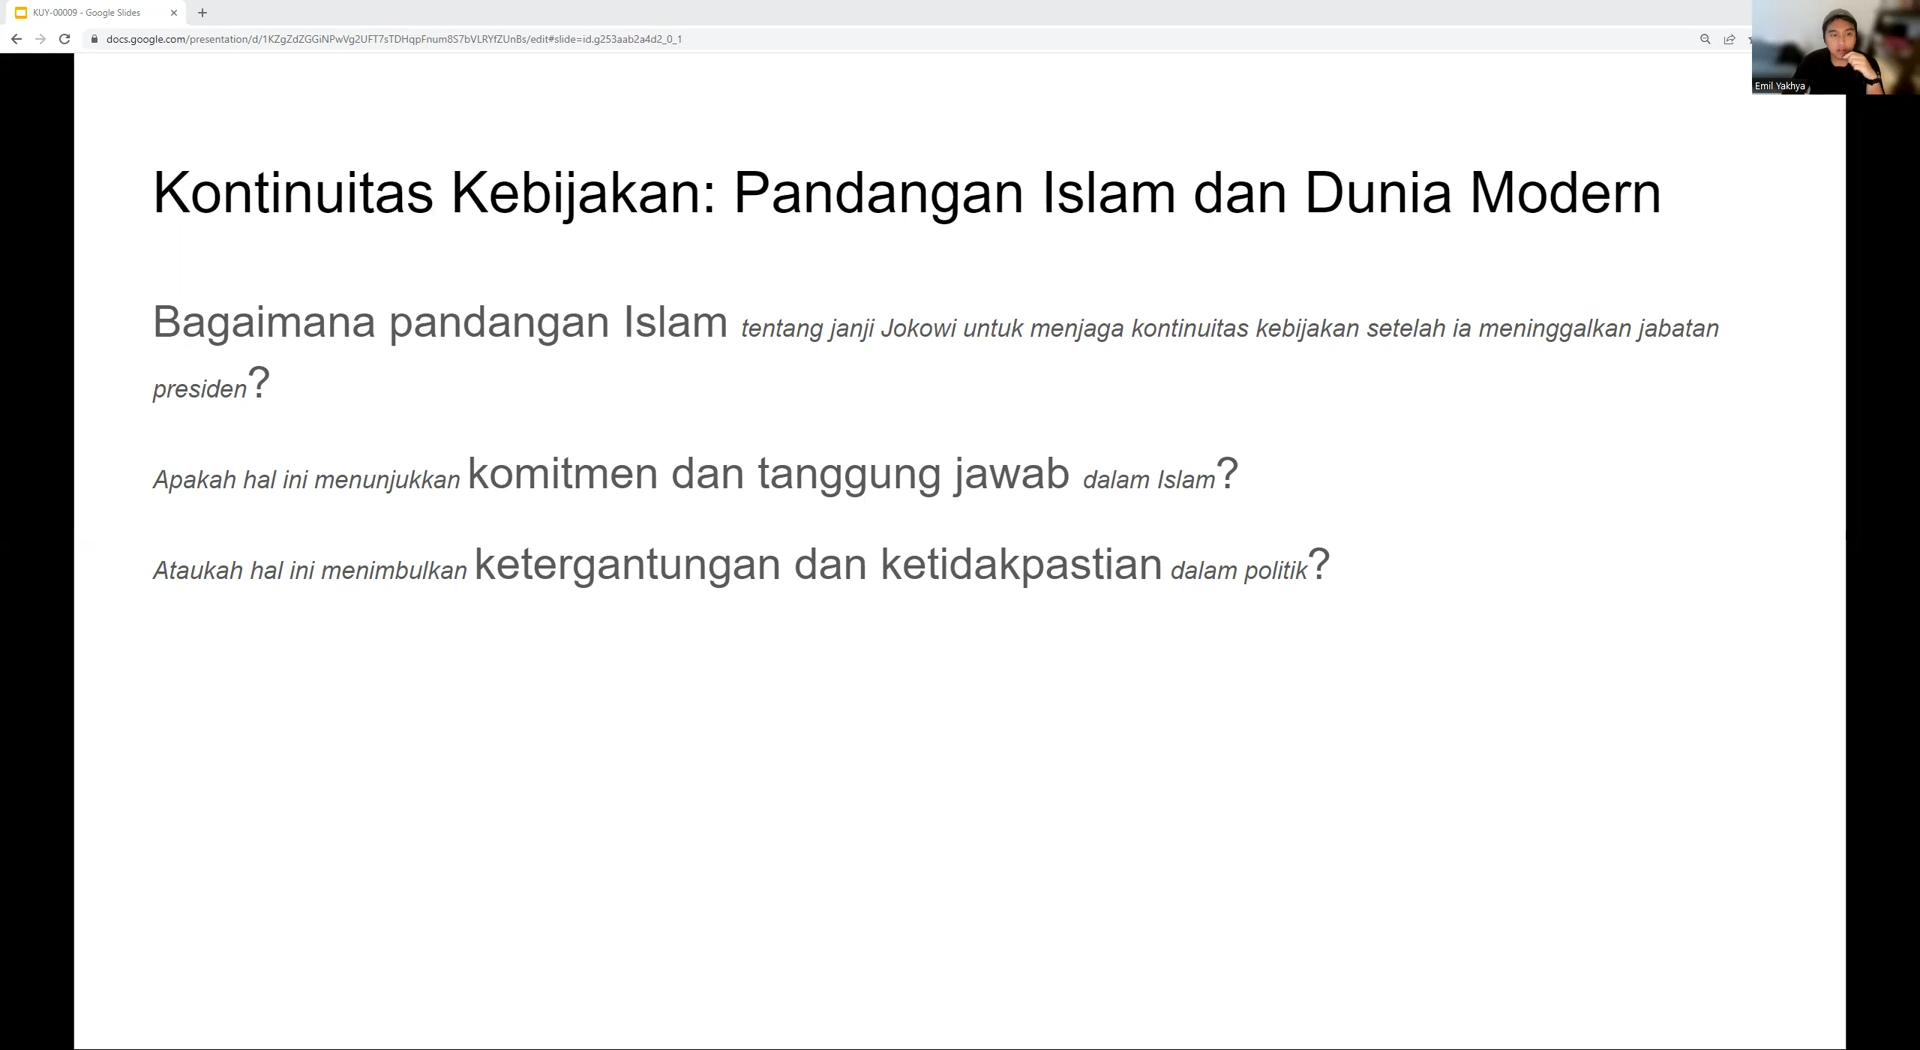 KUY-00009 - Google Slides
docs.google.com/presentation/d/1KZgZdZGGiNPwVg2UFT7sTDHqpFnum8S7bVLRYfZUnBs/edit#slide=id.g253aab2a4d2_0_1
Emil Yakhya
Kontinuitas Kebijakan: Pandangan Islam dan Dunia Modern
Bagaimana pandangan Islam tentang janji Jokowi untuk menjaga kontinuitas kebijakan setelah ia meninggalkan jabatan
presiden?
Apakah hal ini menunjukkan komitmen dan tanggung jawab dalam Islam?
Ataukah hal ini menimbulkan ketergantungan dan ketidakpastian dalam politik?